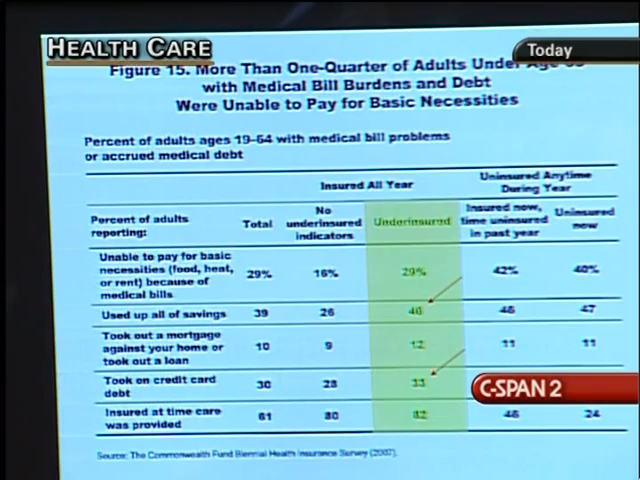 HEALTH CARE
Today
Figure 15. More Than One-Quarter of Adults Under Age
with Medical Bill Burdens and Debt
Were Unable to Pay for Basic Necessities
Percent of adults ages 19–64 with medical bill problems
or accrued medical debt
Insured All Year
Uninsured Anytime
During Year
Percent of adults
reporting:
Total
No
underinsured
indicators
Underinsured
Insured now,
time uninsured
in past year
Uninsured
now
Unable to pay for basic
necessities (food, heat,
or rent) because of
medical bills
29% 16% 29% 42% 40%
Used up all of savings 39 26 46 46 47
Took out a mortgage
against your home or
took out a loan
10 9 12 11 11
Took on credit card
debt
30 28 33
C-SPAN 2
Insured at time care
was provided
61 80 82 46 24
Source: The Commonwealth Fund Biennial Health Insurance Survey (2007).